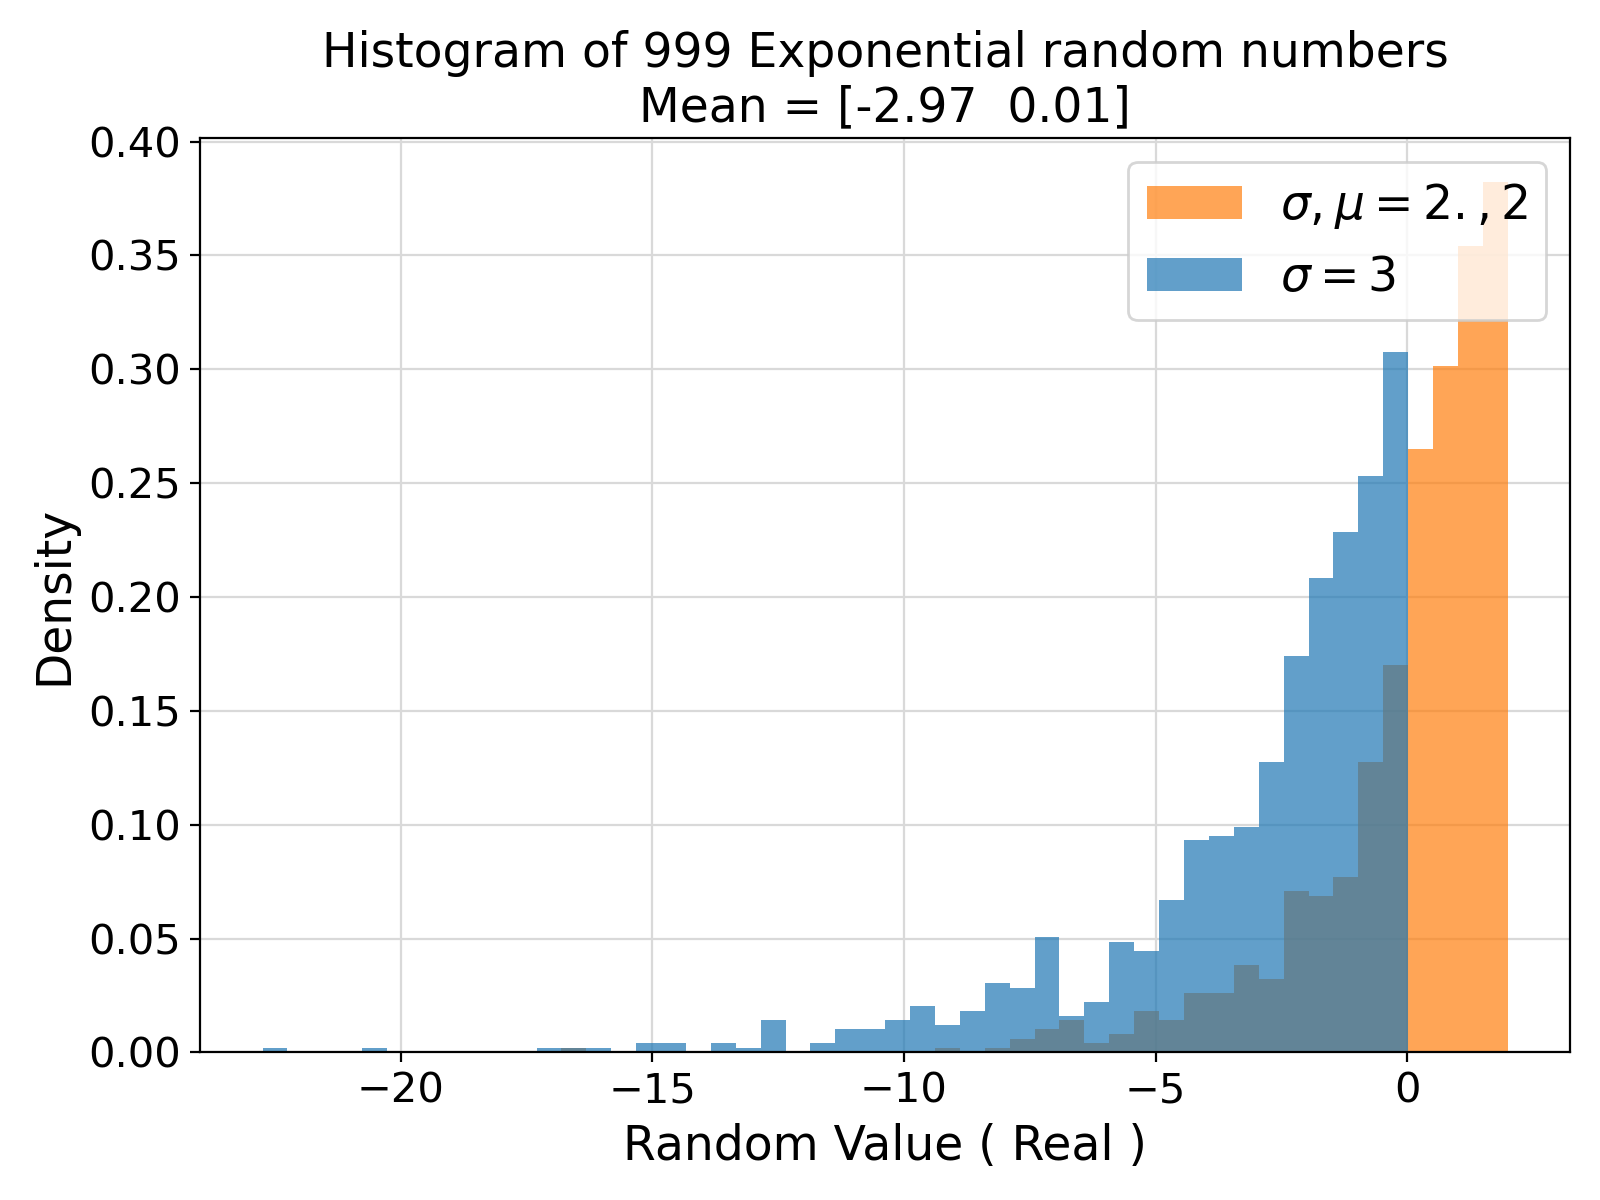 Histogram of 999 Exponential random numbers
Mean = [-2.97  0.01]
0.40
0.35
0.30
0.25
0.20
0.15
0.10
0.05
0.00
Density
σ, μ = 2. , 2
σ = 3
−20
−15
−10
−5
0
Random Value ( Real )